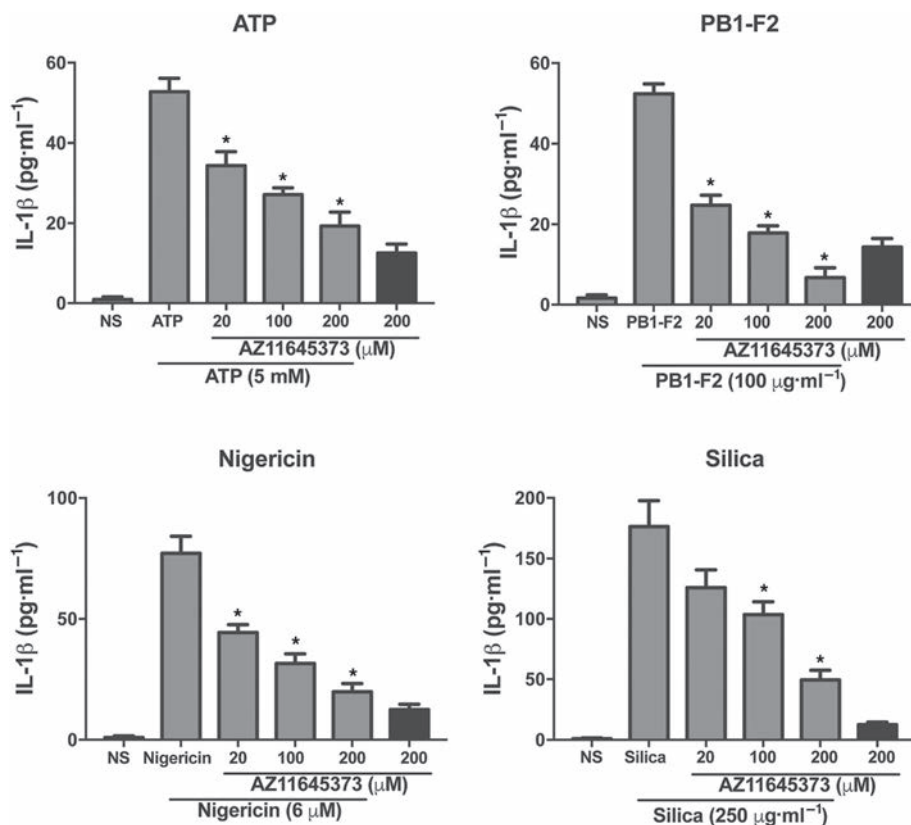 ATP
IL-1β (pg·ml⁻¹)
60
40
20
0
*
*
*
NS
ATP
20
100
200
200
AZ11645373 (μM)
ATP (5 mM)
PB1-F2
IL-1β (pg·ml⁻¹)
60
40
20
0
*
*
*
NS
PB1-F2
20
100
200
200
AZ11645373 (μM)
PB1-F2 (100 μg·ml⁻¹)
Nigericin
IL-1β (pg·ml⁻¹)
100
50
0
*
*
*
NS
Nigericin
20
100
200
200
AZ11645373 (μM)
Nigericin (6 μM)
Silica
IL-1β (pg·ml⁻¹)
200
150
100
50
0
*
*
NS
Silica
20
100
200
200
AZ11645373 (μM)
Silica (250 μg·ml⁻¹)